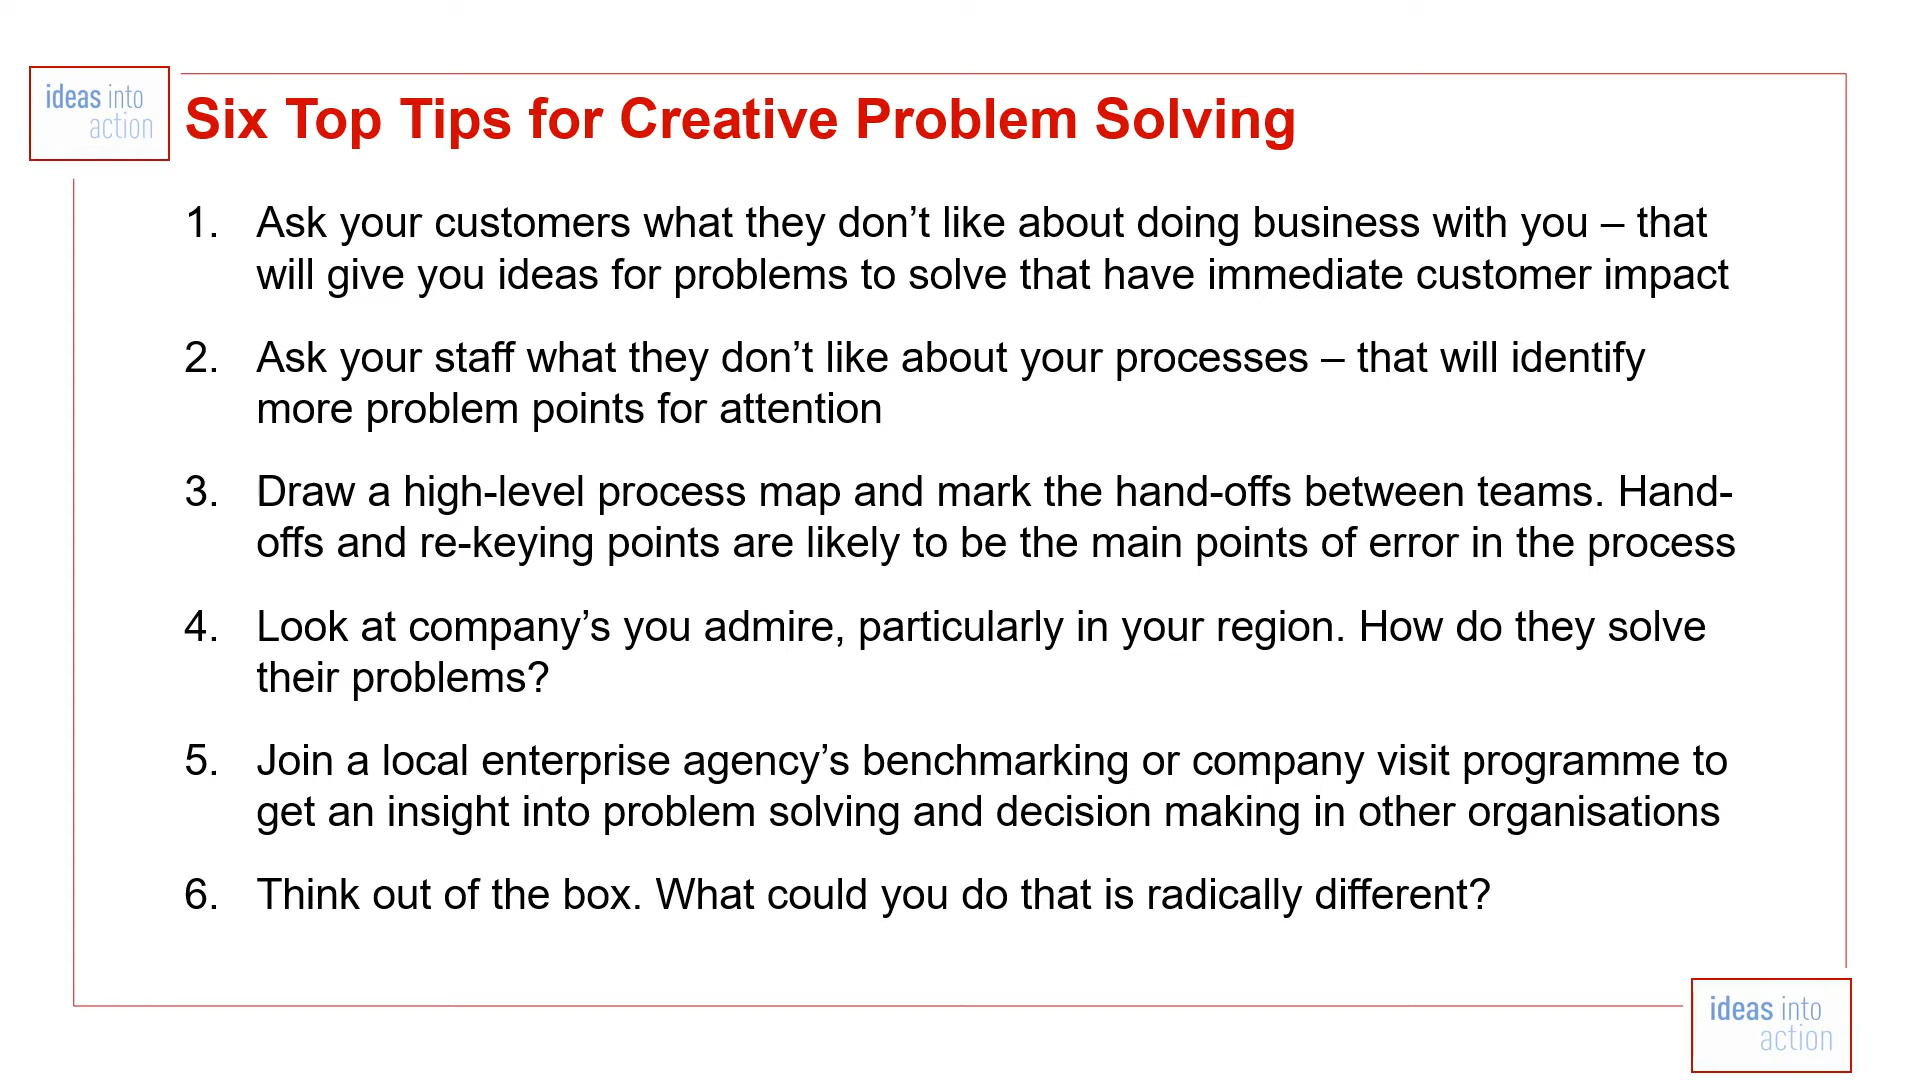 ideas into
action
Six Top Tips for Creative Problem Solving
1. Ask your customers what they don’t like about doing business with you – that
will give you ideas for problems to solve that have immediate customer impact
2. Ask your staff what they don’t like about your processes – that will identify
more problem points for attention
3. Draw a high-level process map and mark the hand-offs between teams. Hand-
offs and re-keying points are likely to be the main points of error in the process
4. Look at company’s you admire, particularly in your region. How do they solve
their problems?
5. Join a local enterprise agency’s benchmarking or company visit programme to
get an insight into problem solving and decision making in other organisations
6. Think out of the box. What could you do that is radically different?
ideas into
action